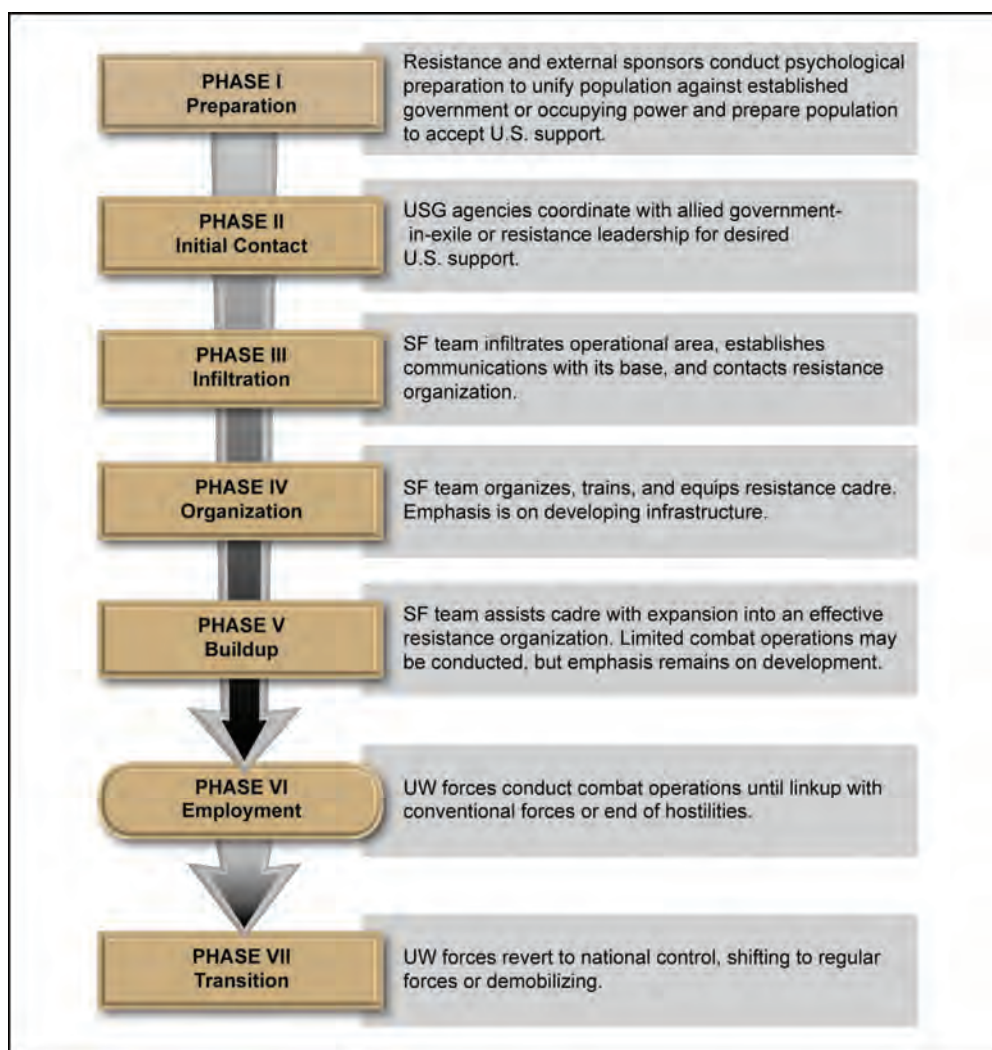 PHASE I
Preparation
Resistance and external sponsors conduct psychological
preparation to unify population against established
government or occupying power and prepare population
to accept U.S. support.
PHASE II
Initial Contact
USG agencies coordinate with allied government-
in-exile or resistance leadership for desired
U.S. support.
PHASE III
Infiltration
SF team infiltrates operational area, establishes
communications with its base, and contacts resistance
organization.
PHASE IV
Organization
SF team organizes, trains, and equips resistance cadre.
Emphasis is on developing infrastructure.
PHASE V
Buildup
SF team assists cadre with expansion into an effective
resistance organization. Limited combat operations may
be conducted, but emphasis remains on development.
PHASE VI
Employment
UW forces conduct combat operations until linkup with
conventional forces or end of hostilities.
PHASE VII
Transition
UW forces revert to national control, shifting to regular
forces or demobilizing.